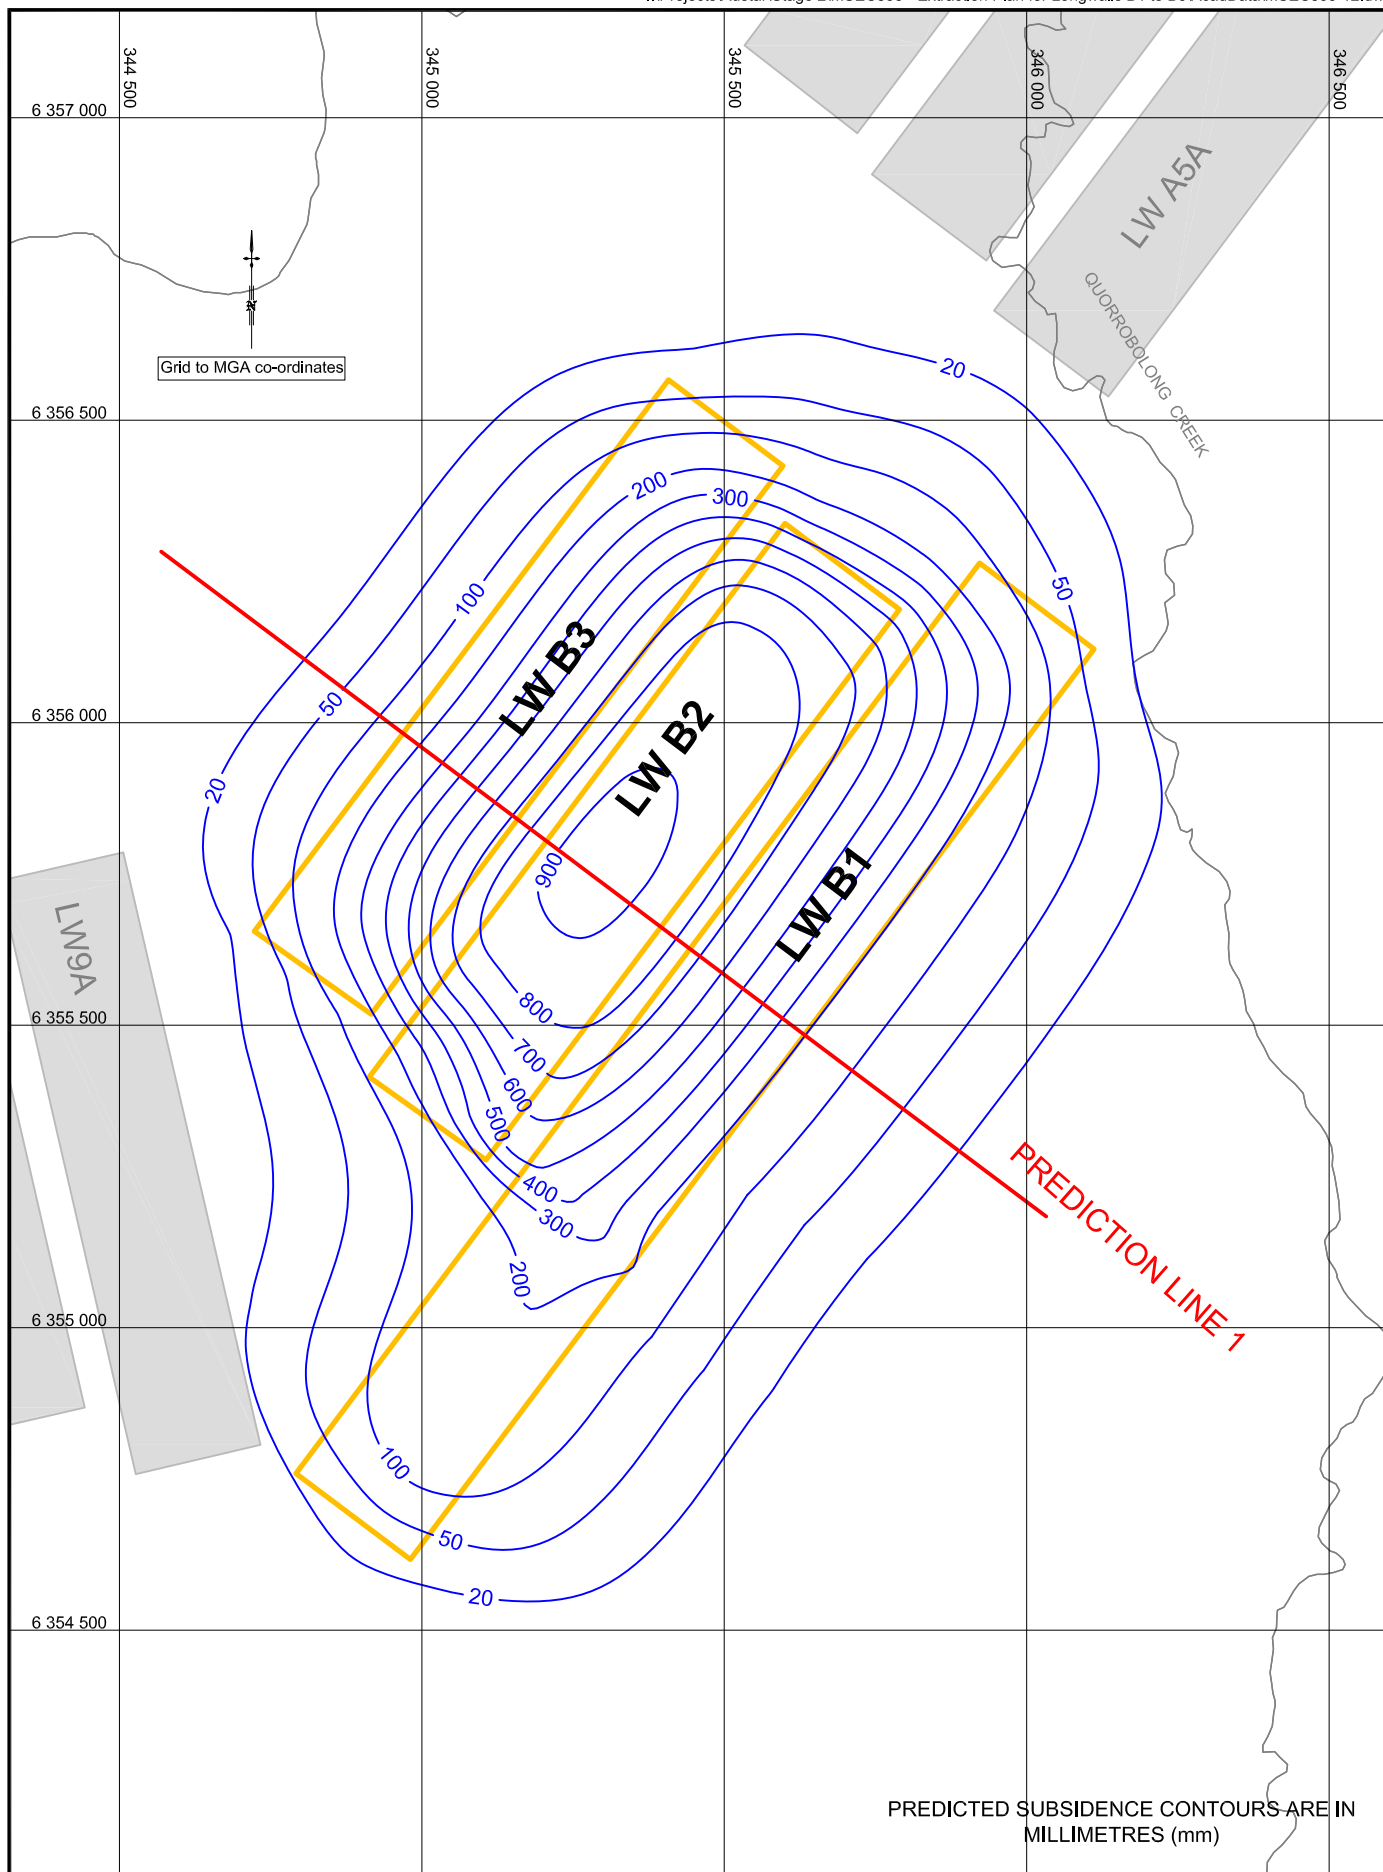 344 500
345 000
345 500
346 000
346 500
6 357 000
LW A5A
QUORROBOLONG CREEK
Grid to MGA co-ordinates
20
6 356 500
200
300
100
50
LW B3
50
6 356 000
LW B2
20
900
LW B1
LW9A
800
6 355 500
700
600
500
400
300
PREDICTION LINE 1
200
6 355 000
100
50
20
6 354 500
PREDICTED SUBSIDENCE CONTOURS ARE IN
MILLIMETRES (mm)